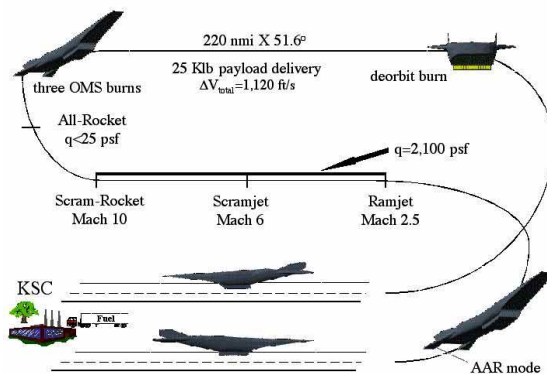 220 nmi X 51.6°
25 Klb payload delivery
ΔVtotal=1,120 ft/s
three OMS burns
deorbit burn
All-Rocket
q<25 psf
q=2,100 psf
Scram-Rocket
Mach 10
Scramjet
Mach 6
Ramjet
Mach 2.5
KSC
Fuel
AAR mode